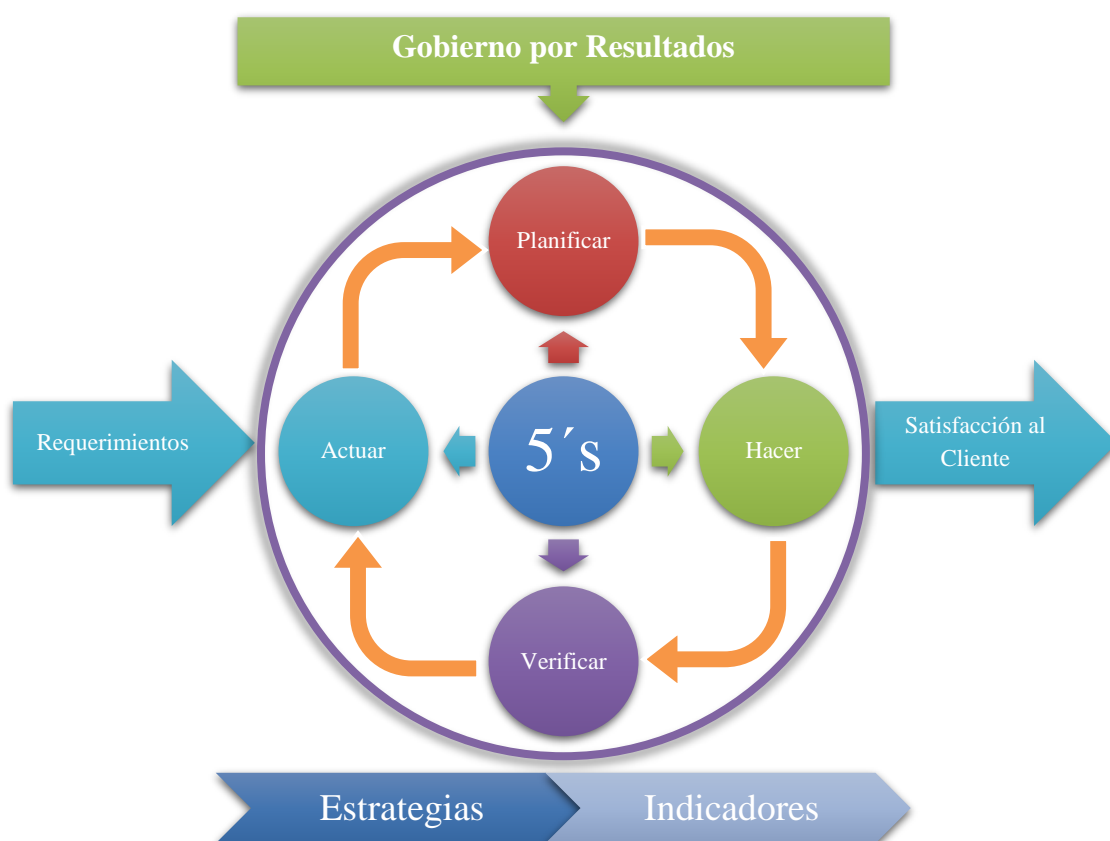 Gobierno por Resultados
Planificar
Requerimientos
Actuar
5´s
Hacer
Satisfacción al
Cliente
Verificar
Estrategias
Indicadores